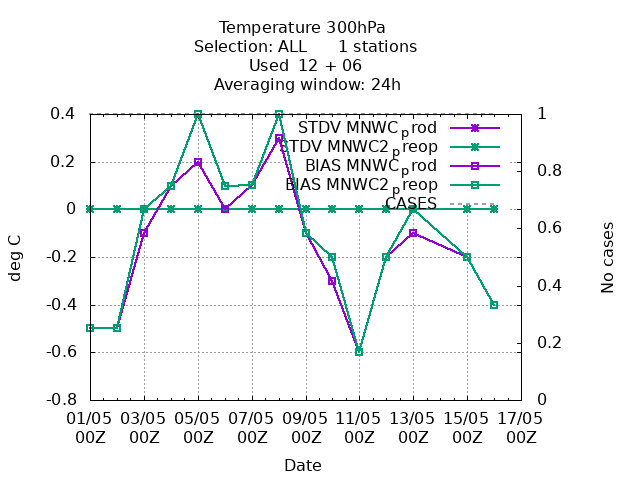 Temperature 300hPa
Selection: ALL 1 stations
Used 12 + 06
Averaging window: 24h
0.4
0.2
0
-0.2
-0.4
-0.6
-0.8
deg C
1
0.8
0.6
0.4
0.2
0
No cases
STDV MNWC_prod
STDV MNWC2_preop
BIAS MNWC_prod
BIAS MNWC2_preop
CASES
01/05 03/05 05/05 07/05 09/05 11/05 13/05 15/05 17/05
00Z 00Z 00Z 00Z 00Z 00Z 00Z 00Z 00Z
Date